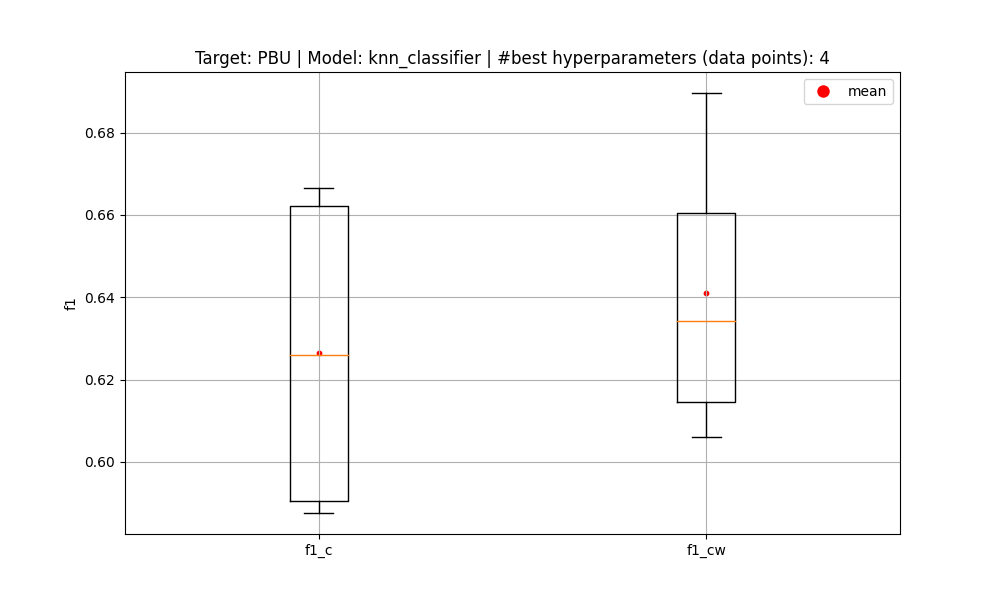 Target: PBU | Model: knn_classifier | #best hyperparameters (data points): 4
mean
0.68
0.66
0.64
0.62
0.60
f1
f1_c
f1_cw